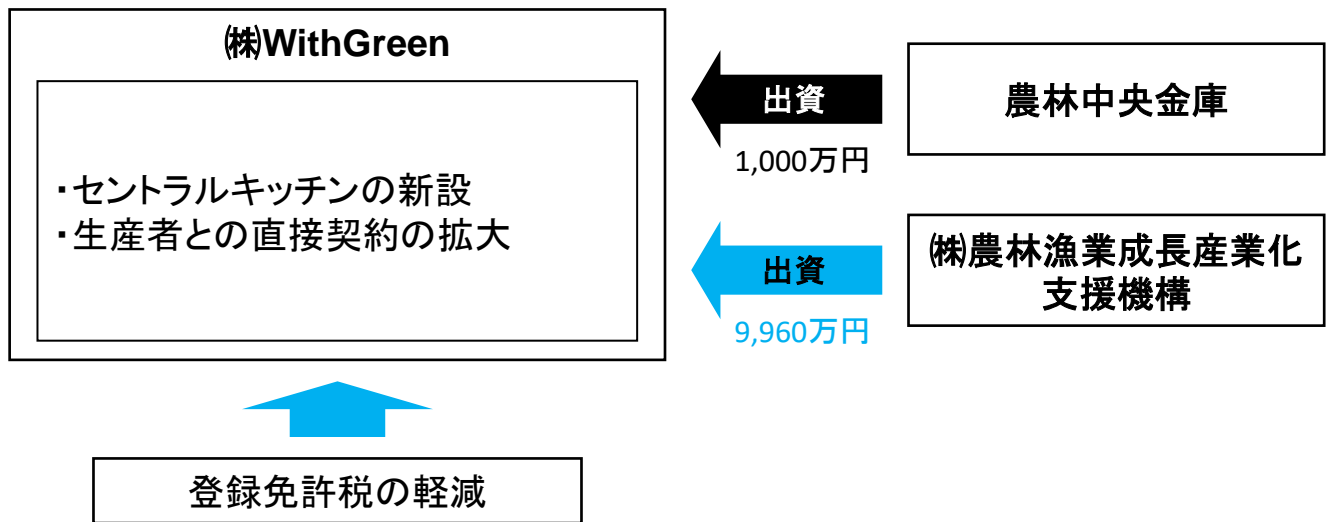 ㈱WithGreen
・セントラルキッチンの新設
・生産者との直接契約の拡大
出資
1,000万円
農林中央金庫
出資
9,960万円
㈱農林漁業成長産業化
支援機構
登録免許税の軽減